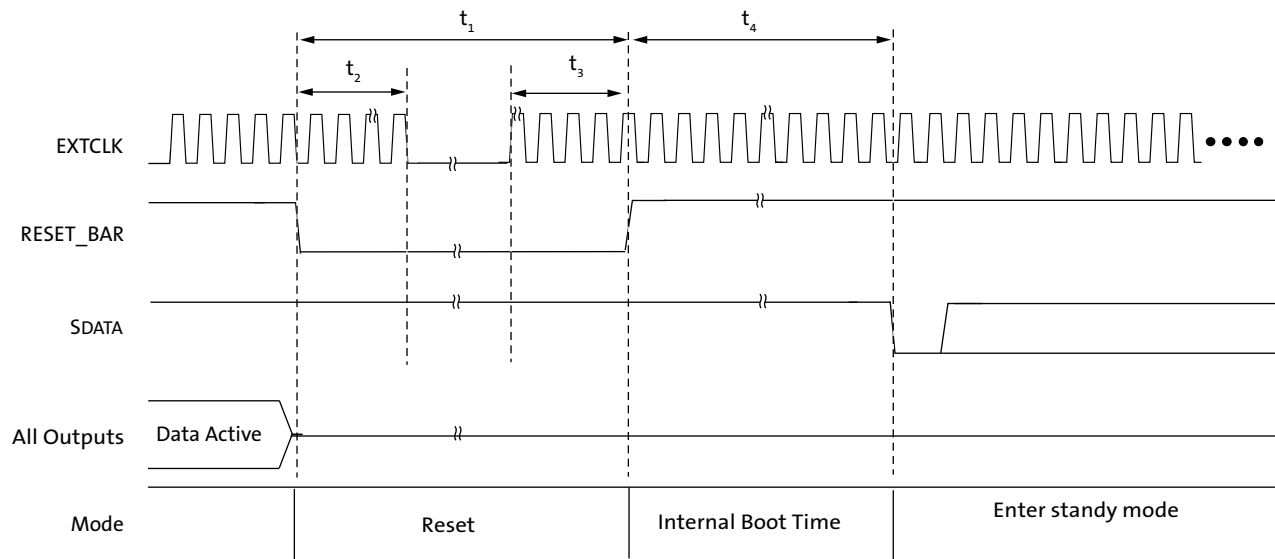 t₁
t₄
t₂
t₃
EXTCLK
RESET_BAR
SDATA
All Outputs
Data Active
Mode
Reset
Internal Boot Time
Enter standy mode